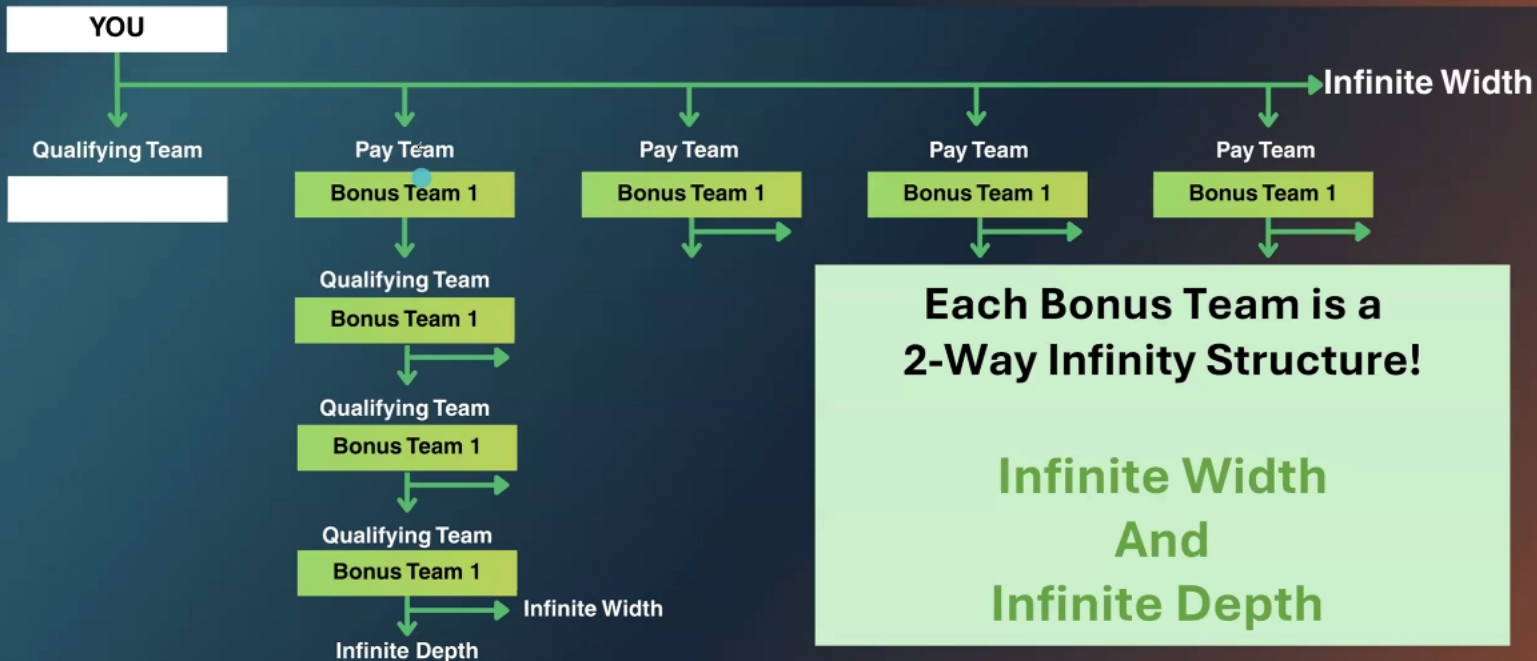 YOU
Infinite Width
Qualifying Team
Pay Team
Pay Team
Pay Team
Pay Team
Bonus Team 1
Bonus Team 1
Bonus Team 1
Bonus Team 1
Qualifying Team
Bonus Team 1
Qualifying Team
Bonus Team 1
Qualifying Team
Bonus Team 1
Infinite Width
Infinite Depth
Each Bonus Team is a
2-Way Infinity Structure!
Infinite Width
And
Infinite Depth